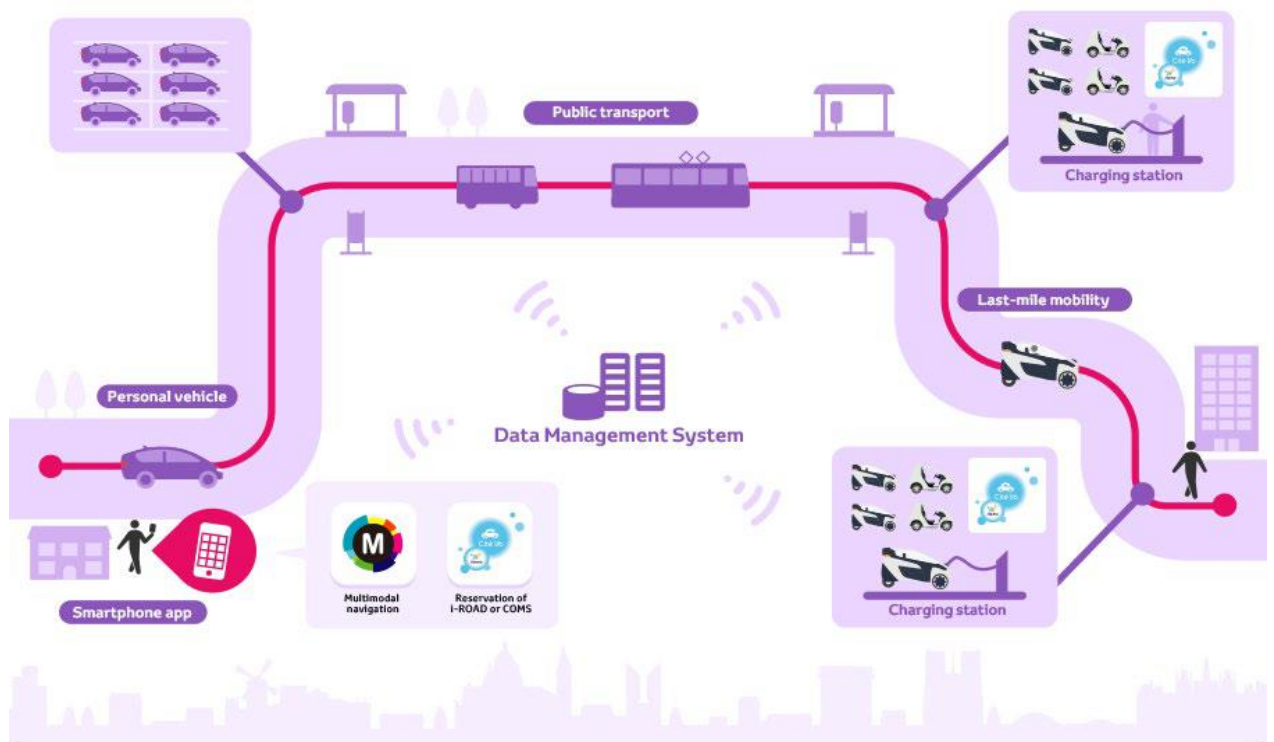 Public transport
Charging station
Last-mile mobility
Personal vehicle
Data Management System
M
Multimodal
navigation
Reservation of
i-ROAD or COMS
Smartphone app
Charging station